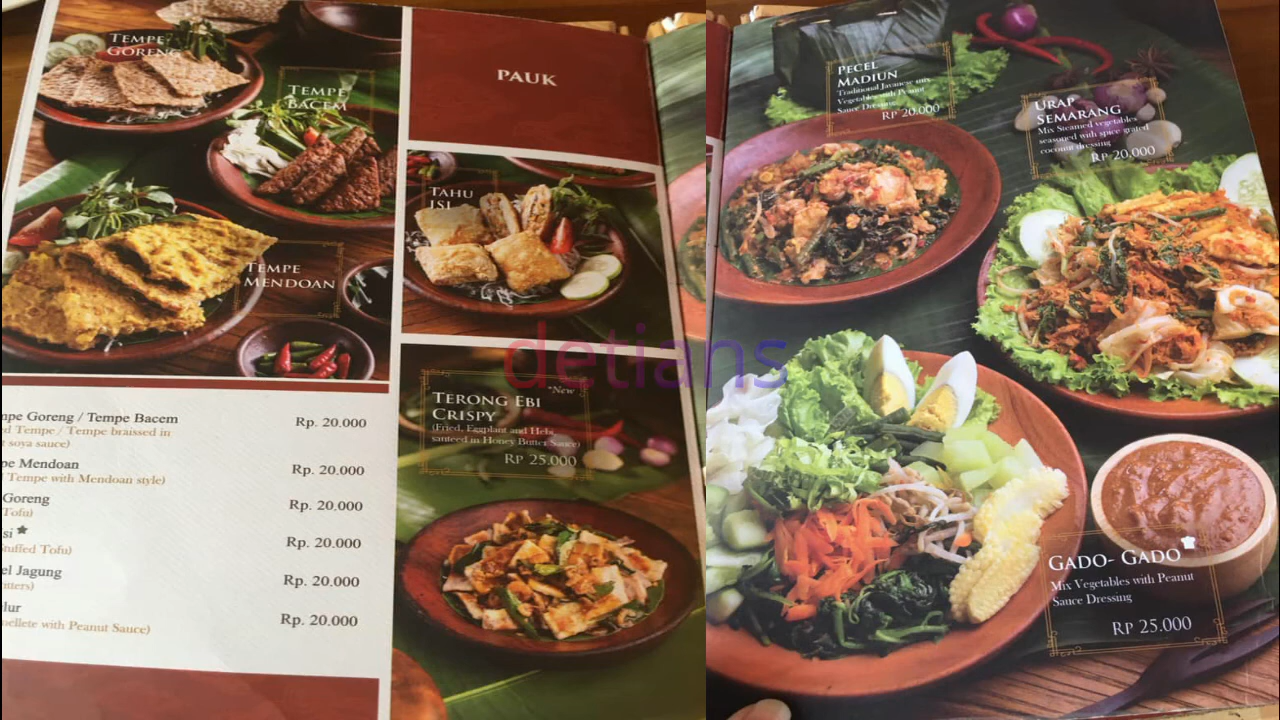 TEMPE
GORENG
TEMPE
BACEM
TEMPE
MENDOAN
PAUK
TAHU
ISI
*New
TERONG EBI
CRISPY
(Fried, Eggplant and Hebi,
sauteed in Honey Butter Sauce)
RP 25.000
mpe Goreng / Tempe Bacem Rp. 20.000
ed Tempe / Tempe braissed in
t soya sauce)
pe Mendoan Rp. 20.000
Tempe with Mendoan style)
Goreng Rp. 20.000
Tofu)
si Rp. 20.000
tuffed Tofu)
el Jagung Rp. 20.000
itters)
elur Rp. 20.000
mellete with Peanut Sauce)
detians
PECEL
MADIUN
Traditional Javanese mix
Vegetables with Peanut
Sauce Dressing
RP 20.000
URAP
SEMARANG
Mix Steamed vegetables
seasoned with spice grated
coconut dressing
RP 20.000
GADO- GADO
Mix Vegetables with Peanut
Sauce Dressing
RP 25.000